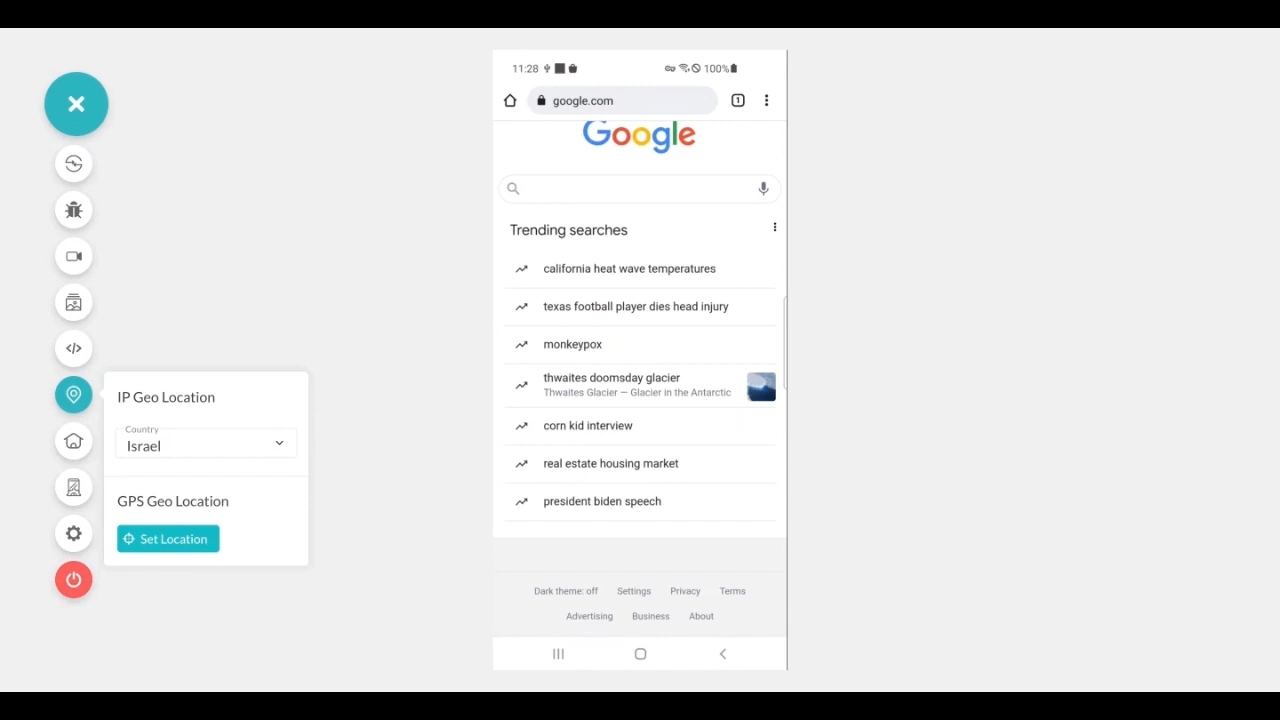 11:28
100%
google.com
1
Google
Trending searches
california heat wave temperatures
texas football player dies head injury
monkeypox
thwaites doomsday glacier
Thwaites Glacier — Glacier in the Antarctic
corn kid interview
real estate housing market
president biden speech
Dark theme: off
Settings
Privacy
Terms
Advertising
Business
About
IP Geo Location
Country
Israel
GPS Geo Location
Set Location